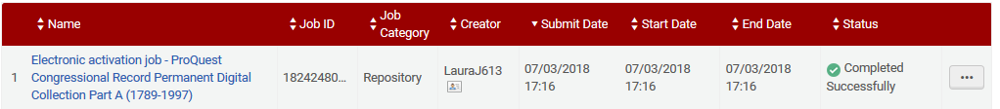 Name Job ID Job Category Creator Submit Date Start Date End Date Status
1 Electronic activation job - ProQuest Congressional Record Permanent Digital Collection Part A (1789-1997) 18242480... Repository LauraJ613 07/03/2018 17:16 07/03/2018 17:16 07/03/2018 17:16 Completed Successfully